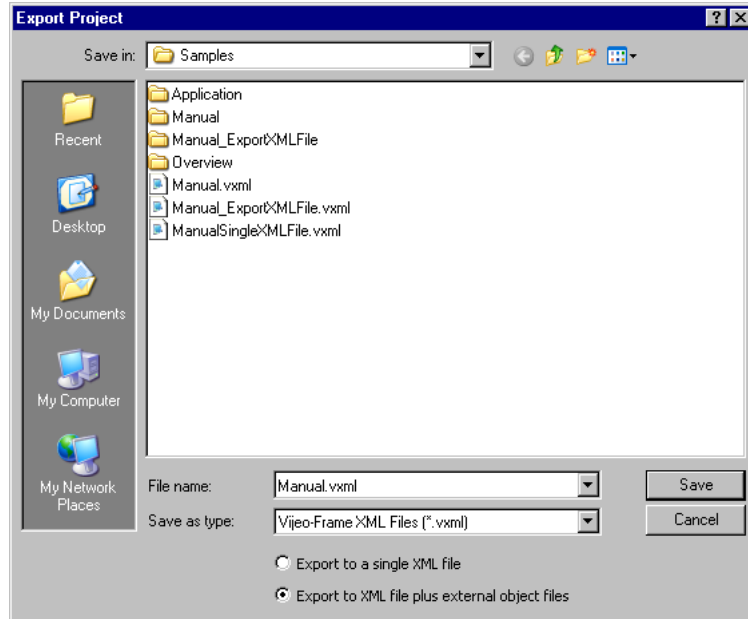 Export Project
Save in:
Samples
Recent
Desktop
My Documents
My Computer
My Network
Places
Application
Manual
Manual_ExportXMLFile
Overview
Manual.vxml
Manual_ExportXMLFile.vxml
ManualSingleXMLFile.vxml
File name:
Manual.vxml
Save
Save as type:
Vijeo-Frame XML Files (*.vxml)
Cancel
Export to a single XML file
Export to XML file plus external object files